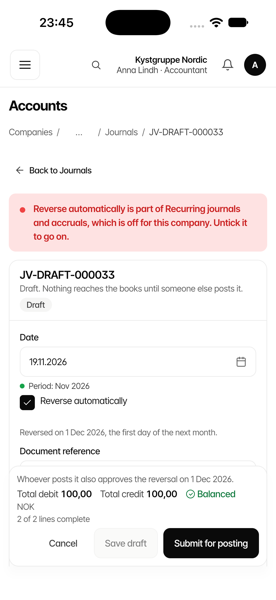 23:45
Kystgruppe Nordic
Anna Lindh · Accountant
A
Accounts
Companies / ... / Journals / JV-DRAFT-000033
Back to Journals
Reverse automatically is part of Recurring journals
and accruals, which is off for this company. Untick it
to go on.
JV-DRAFT-000033
Draft. Nothing reaches the books until someone else posts it.
Draft
Date
19.11.2026
Period: Nov 2026
Reverse automatically
Reversed on 1 Dec 2026, the first day of the next month.
Document reference
Whoever posts it also approves the reversal on 1 Dec 2026.
Total debit 100,00 Total credit 100,00 Balanced
NOK
2 of 2 lines complete
Cancel Save draft Submit for posting